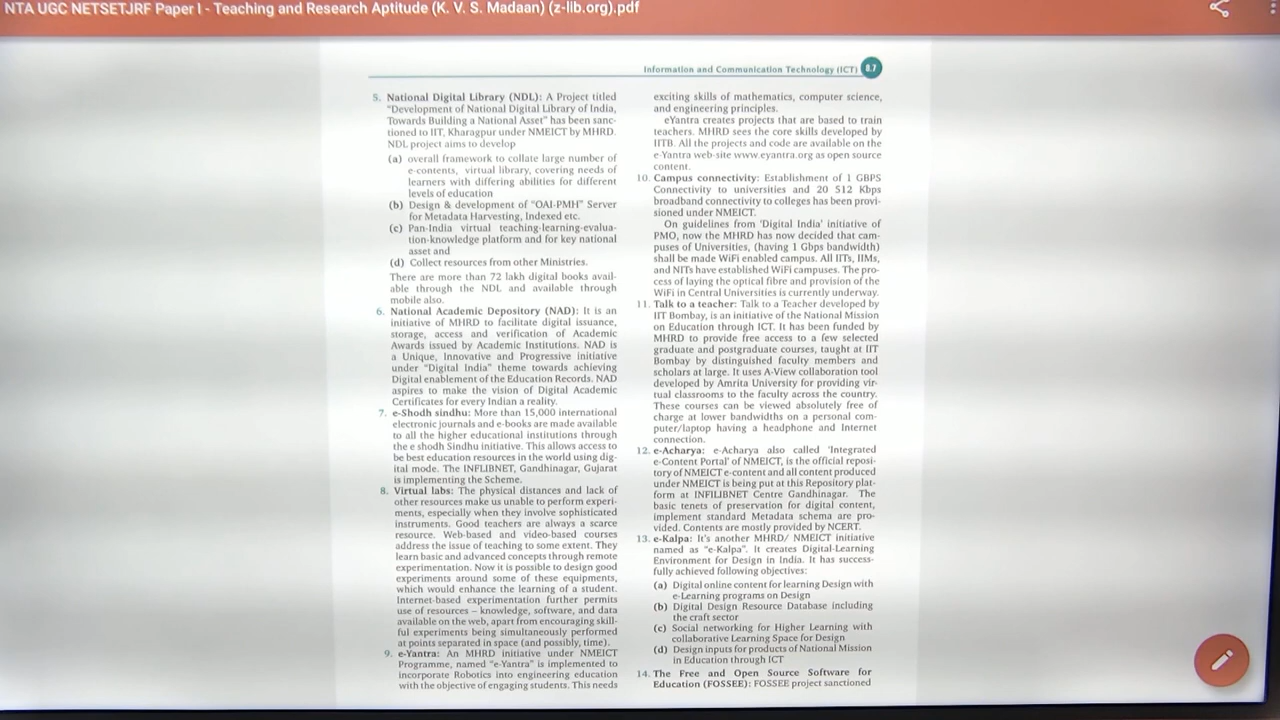 NTA UGC NETSETJRF Paper I - Teaching and Research Aptitude (K. V. S. Madaan) (z-lib.org).pdf
Information and Communication Technology (ICT) 8.7
5. National Digital Library (NDL): A Project titled
"Development of National Digital Library of India,
Towards Building a National Asset" has been sanc-
tioned to IIT, Kharagpur under NMEICT by MHRD.
NDL project aims to develop
(a) overall framework to collate large number of
e-contents, virtual library, covering needs of
learners with differing abilities for different
levels of education
(b) Design & development of "OAI-PMH" Server
for Metadata Harvesting, Indexed etc.
(c) Pan-India virtual teaching-learning-evalua-
tion-knowledge platform and for key national
asset and
(d) Collect resources from other Ministries.
There are more than 72 lakh digital books avail-
able through the NDL and available through
mobile also.
6. National Academic Depository (NAD): It is an
initiative of MHRD to facilitate digital issuance,
storage, access and verification of Academic
Awards issued by Academic Institutions. NAD is
a Unique, Innovative and Progressive initiative
under "Digital India" theme towards achieving
Digital enablement of the Education Records. NAD
aspires to make the vision of Digital Academic
Certificates for every Indian a reality.
7. e-Shodh sindhu: More than 15,000 international
electronic journals and e-books are made available
to all the higher educational institutions through
the e shodh Sindhu initiative. This allows access to
be best education resources in the world using dig-
ital mode. The INFLIBNET, Gandhinagar, Gujarat
is implementing the Scheme.
8. Virtual labs: The physical distances and lack of
other resources make us unable to perform experi-
ments, especially when they involve sophisticated
instruments. Good teachers are always a scarce
resource. Web-based and video-based courses
address the issue of teaching to some extent. They
learn basic and advanced concepts through remote
experimentation. Now it is possible to design good
experiments around some of these equipments,
which would enhance the learning of a student.
Internet-based experimentation further permits
use of resources – knowledge, software, and data
available on the web, apart from encouraging skill-
ful experiments being simultaneously performed
at points separated in space (and possibly, time).
9. e-Yantra: An MHRD initiative under NMEICT
Programme, named "e-Yantra" is implemented to
incorporate Robotics into engineering education
with the objective of engaging students. This needs
exciting skills of mathematics, computer science,
and engineering principles.
eYantra creates projects that are based to train
teachers. MHRD sees the core skills developed by
IITB. All the projects and code are available on the
e-Yantra web-site www.eyantra.org as open source
content.
10. Campus connectivity: Establishment of 1 GBPS
Connectivity to universities and 20 512 Kbps
broadband connectivity to colleges has been provi-
sioned under NMEICT.
On guidelines from 'Digital India' initiative of
PMO, now the MHRD has now decided that cam-
puses of Universities, (having 1 Gbps bandwidth)
shall be made WiFi enabled campus. All IITs, IIMs,
and NITs have established WiFi campuses. The pro-
cess of laying the optical fibre and provision of the
WiFi in Central Universities is currently underway.
11. Talk to a teacher: Talk to a Teacher developed by
IIT Bombay, is an initiative of the National Mission
on Education through ICT. It has been funded by
MHRD to provide free access to a few selected
graduate and postgraduate courses, taught at IIT
Bombay by distinguished faculty members and
scholars at large. It uses A-View collaboration tool
developed by Amrita University for providing vir-
tual classrooms to the faculty across the country.
These courses can be viewed absolutely free of
charge at lower bandwidths on a personal com-
puter/laptop having a headphone and Internet
connection.
12. e-Acharya: e-Acharya also called 'Integrated
e-Content Portal' of NMEICT, is the official reposi-
tory of NMEICT e-content and all content produced
under NMEICT is being put at this Repository plat-
form at INFILIBNET Centre Gandhinagar. The
basic tenets of preservation for digital content,
implement standard Metadata schema are pro-
vided. Contents are mostly provided by NCERT.
13. e-Kalpa: It's another MHRD/ NMEICT initiative
named as "e-Kalpa". It creates Digital-Learning
Environment for Design in India. It has success-
fully achieved following objectives:
(a) Digital online content for learning Design with
e-Learning programs on Design
(b) Digital Design Resource Database including
the craft sector
(c) Social networking for Higher Learning with
collaborative Learning Space for Design
(d) Design inputs for products of National Mission
in Education through ICT
14. The Free and Open Source Software for
Education (FOSSEE): FOSSEE project sanctioned